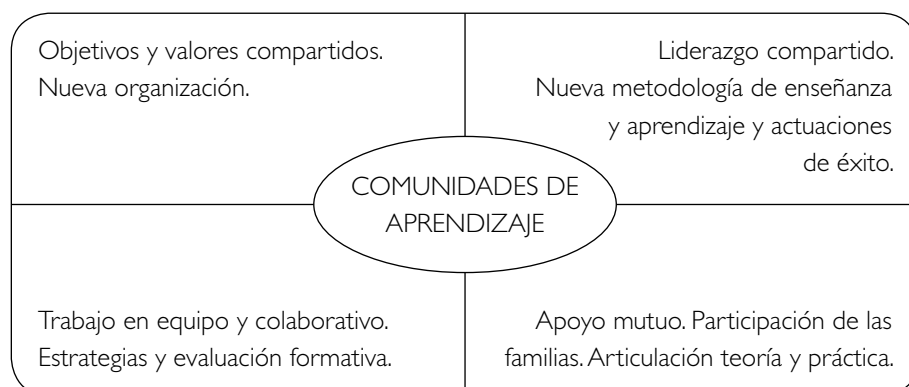 Objetivos y valores compartidos.
Nueva organización.
Liderazgo compartido.
Nueva metodología de enseñanza
y aprendizaje y actuaciones
de éxito.
COMUNIDADES DE
APRENDIZAJE
Trabajo en equipo y colaborativo.
Estrategias y evaluación formativa.
Apoyo mutuo. Participación de las
familias. Articulación teoría y práctica.